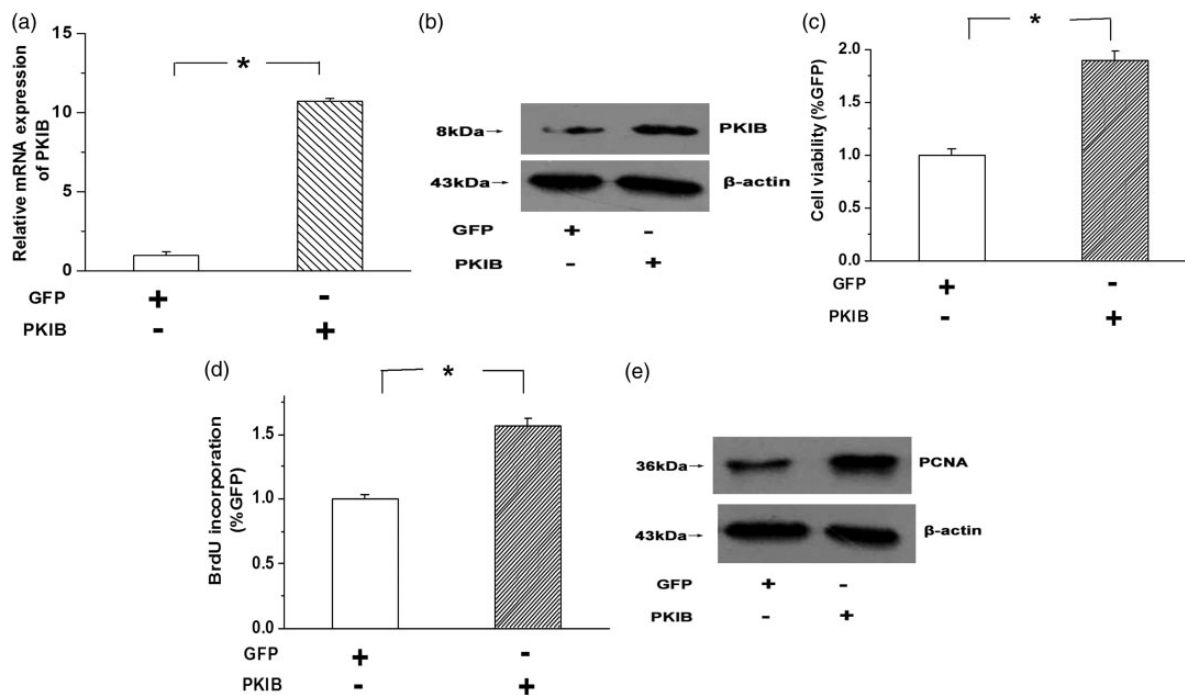 (a)
Relative mRNA expression
of PKIB
15
10
5
0
*
GFP + -
PKIB - +
(b)
8kDa→ PKIB
43kDa→ β-actin
GFP + -
PKIB - +
(c)
Cell viability (%GFP)
2.0
1.5
1.0
0.5
0.0
*
GFP + -
PKIB - +
(d)
BrdU incorporation
(%GFP)
1.5
1.0
0.5
0.0
*
GFP + -
PKIB - +
(e)
36kDa→ PCNA
43kDa→ β-actin
GFP + -
PKIB - +